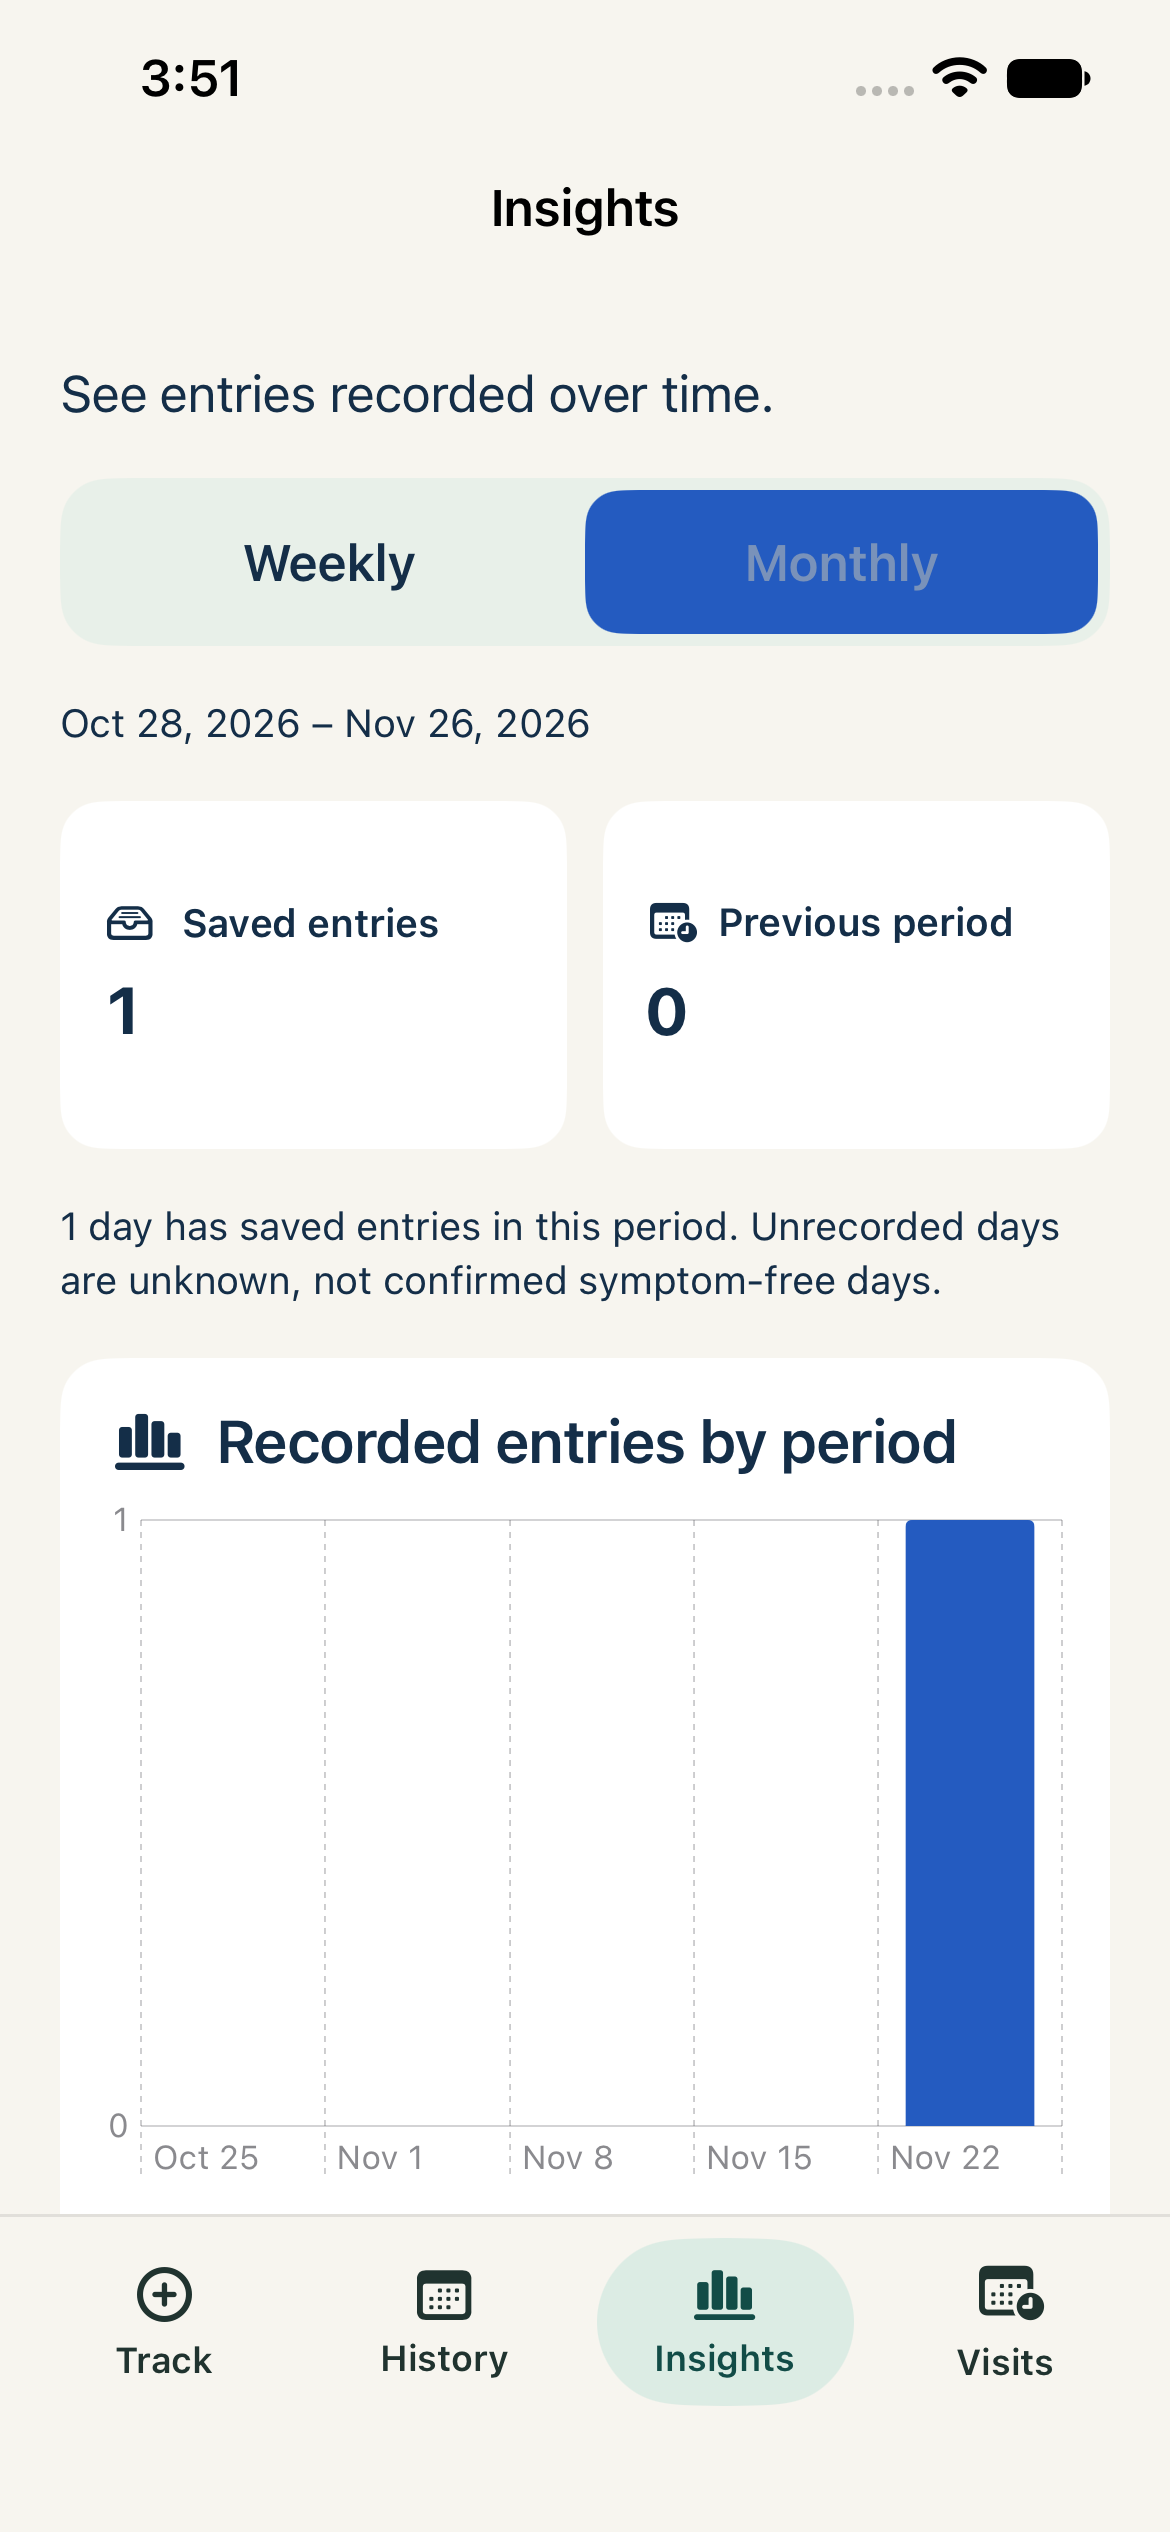 3:51
Insights
See entries recorded over time.
Weekly
Monthly
Oct 28, 2026 – Nov 26, 2026
Saved entries
1
Previous period
0
1 day has saved entries in this period. Unrecorded days
are unknown, not confirmed symptom-free days.
Recorded entries by period
1
0
Oct 25
Nov 1
Nov 8
Nov 15
Nov 22
Track
History
Insights
Visits